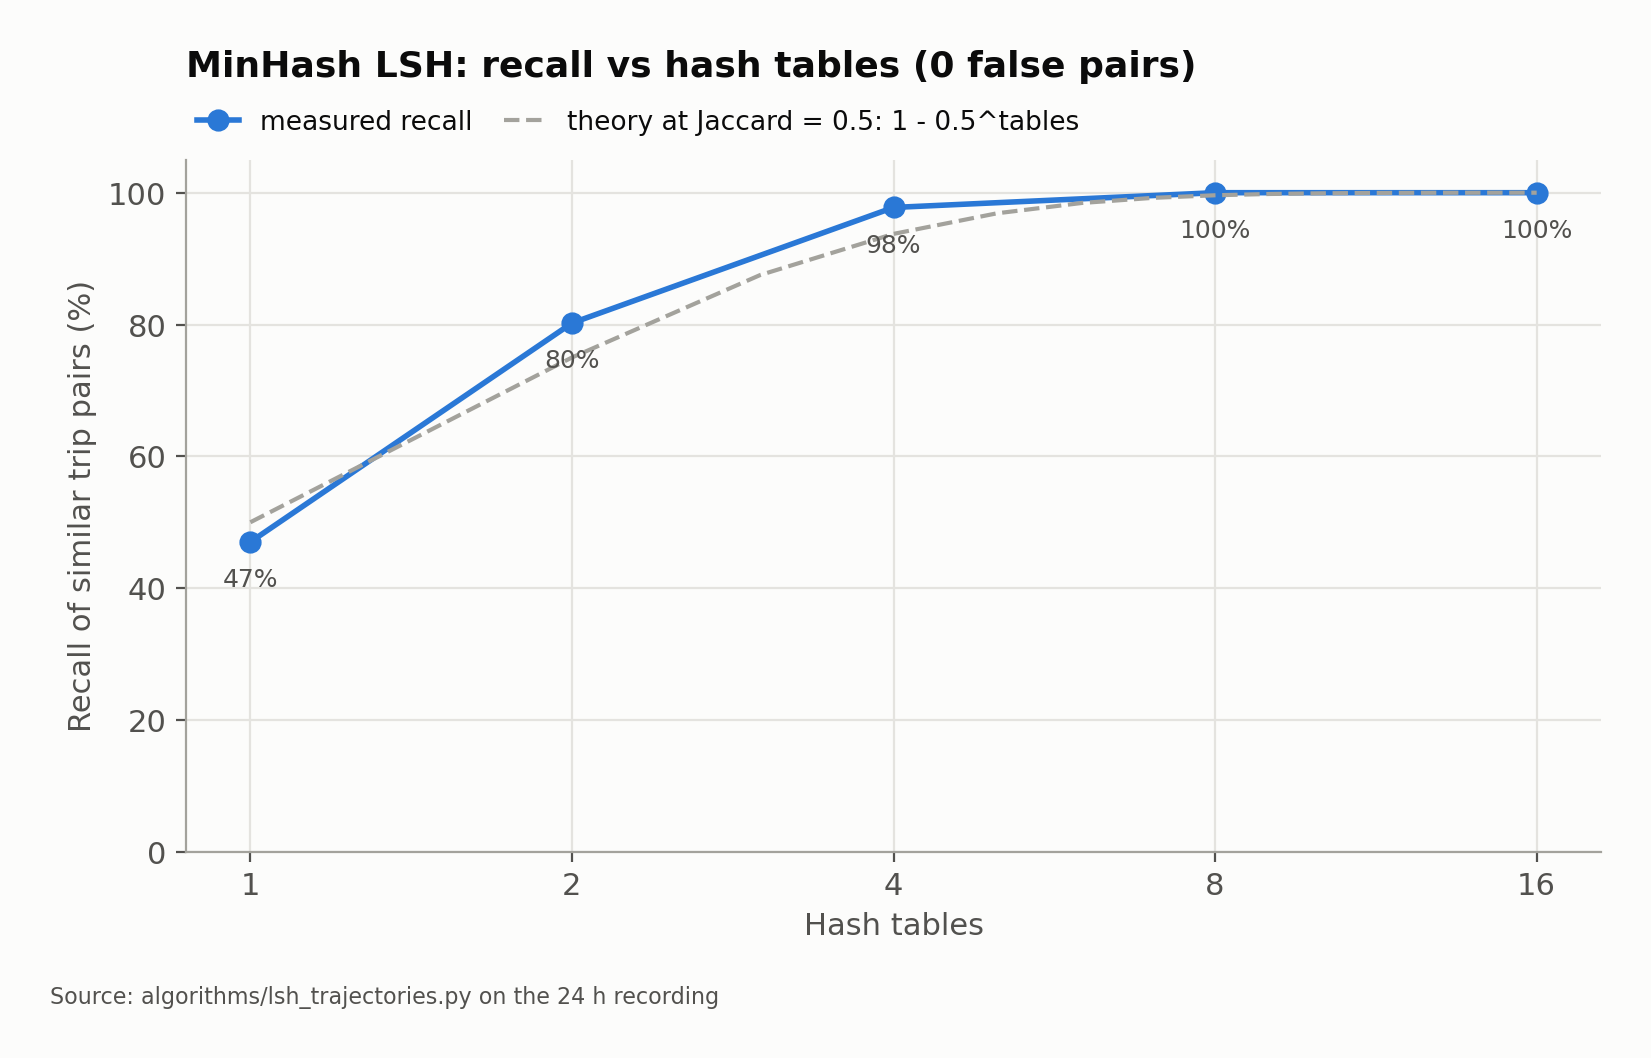 MinHash LSH: recall vs hash tables (0 false pairs)
measured recall
theory at Jaccard = 0.5: 1 - 0.5^tables
Recall of similar trip pairs (%)
100
80
60
40
20
0
47%
80%
98%
100%
100%
1
2
4
8
16
Hash tables
Source: algorithms/lsh_trajectories.py on the 24 h recording